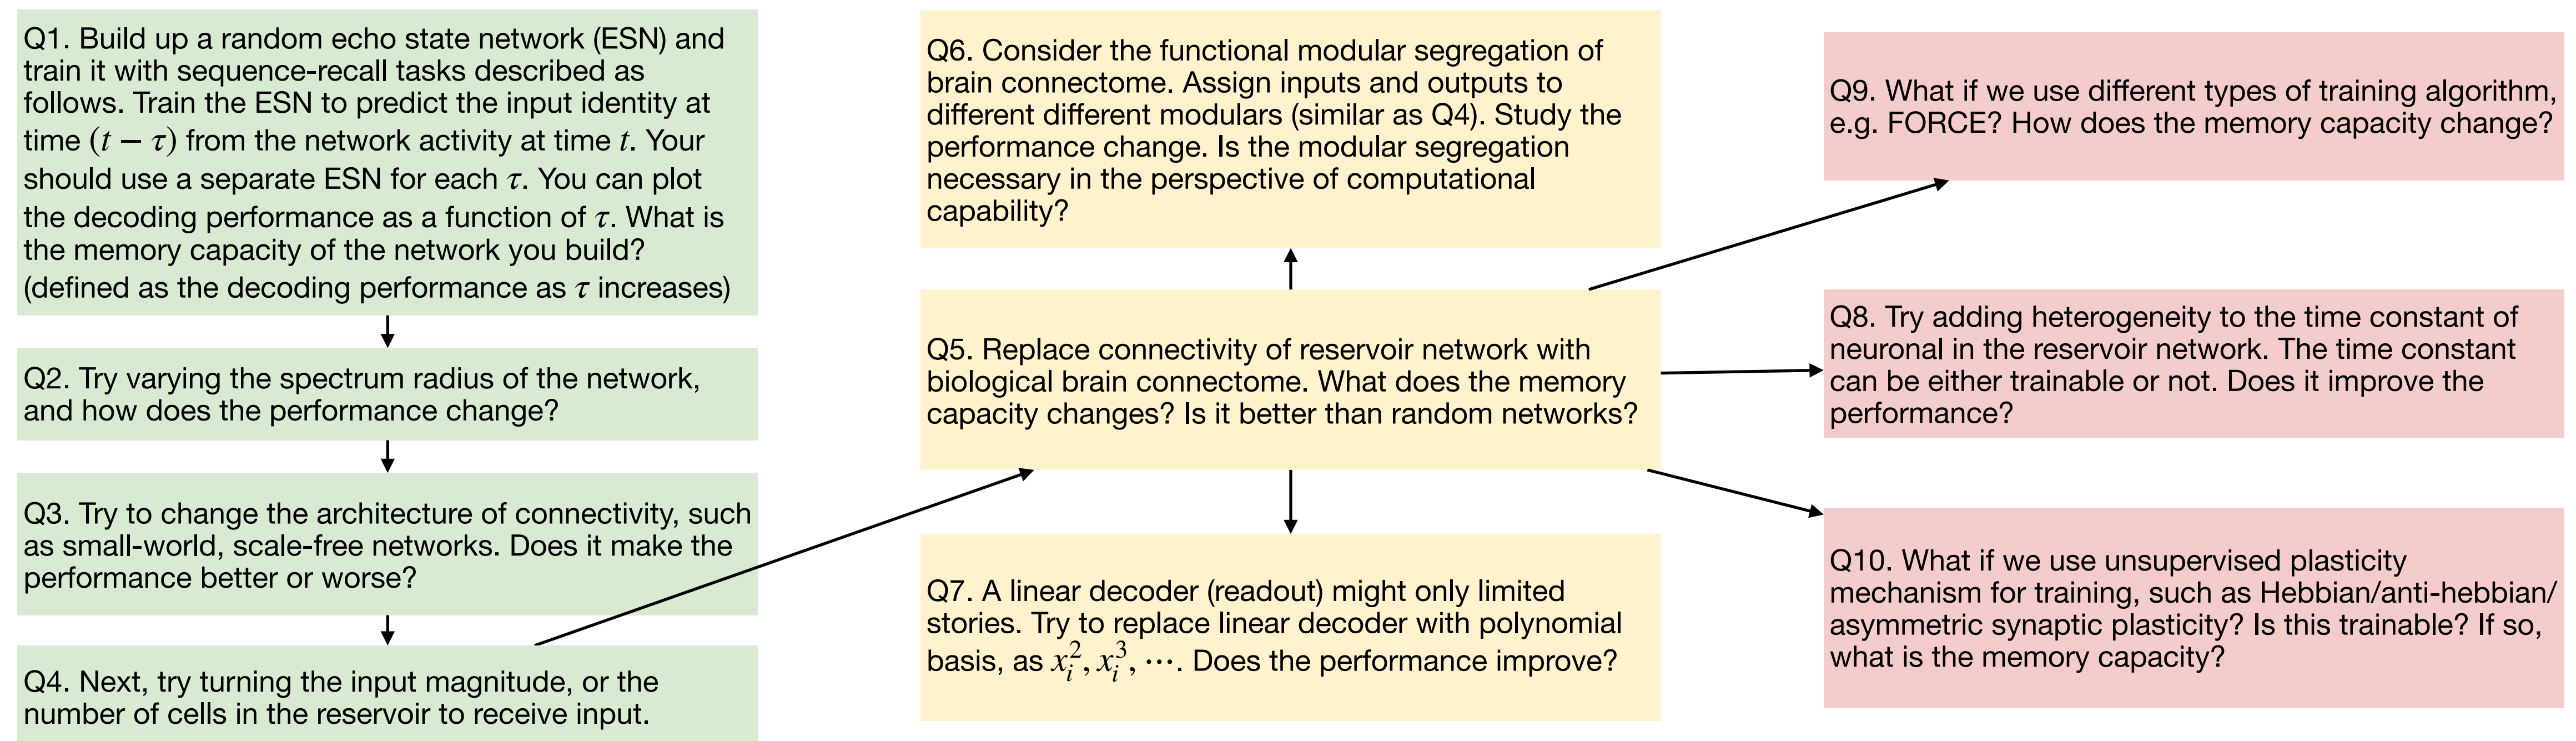 Q1. Build up a random echo state network (ESN) and
train it with sequence-recall tasks described as
follows. Train the ESN to predict the input identity at
time (t − τ) from the network activity at time t. Your
should use a separate ESN for each τ. You can plot
the decoding performance as a function of τ. What is
the memory capacity of the network you build?
(defined as the decoding performance as τ increases)
Q2. Try varying the spectrum radius of the network,
and how does the performance change?
Q3. Try to change the architecture of connectivity, such
as small-world, scale-free networks. Does it make the
performance better or worse?
Q4. Next, try turning the input magnitude, or the
number of cells in the reservoir to receive input.
Q6. Consider the functional modular segregation of
brain connectome. Assign inputs and outputs to
different different modulars (similar as Q4). Study the
performance change. Is the modular segregation
necessary in the perspective of computational
capability?
Q5. Replace connectivity of reservoir network with
biological brain connectome. What does the memory
capacity changes? Is it better than random networks?
Q7. A linear decoder (readout) might only limited
stories. Try to replace linear decoder with polynomial
basis, as x_i^2, x_i^3, ⋯. Does the performance improve?
Q9. What if we use different types of training algorithm,
e.g. FORCE? How does the memory capacity change?
Q8. Try adding heterogeneity to the time constant of
neuronal in the reservoir network. The time constant
can be either trainable or not. Does it improve the
performance?
Q10. What if we use unsupervised plasticity
mechanism for training, such as Hebbian/anti-hebbian/
asymmetric synaptic plasticity? Is this trainable? If so,
what is the memory capacity?